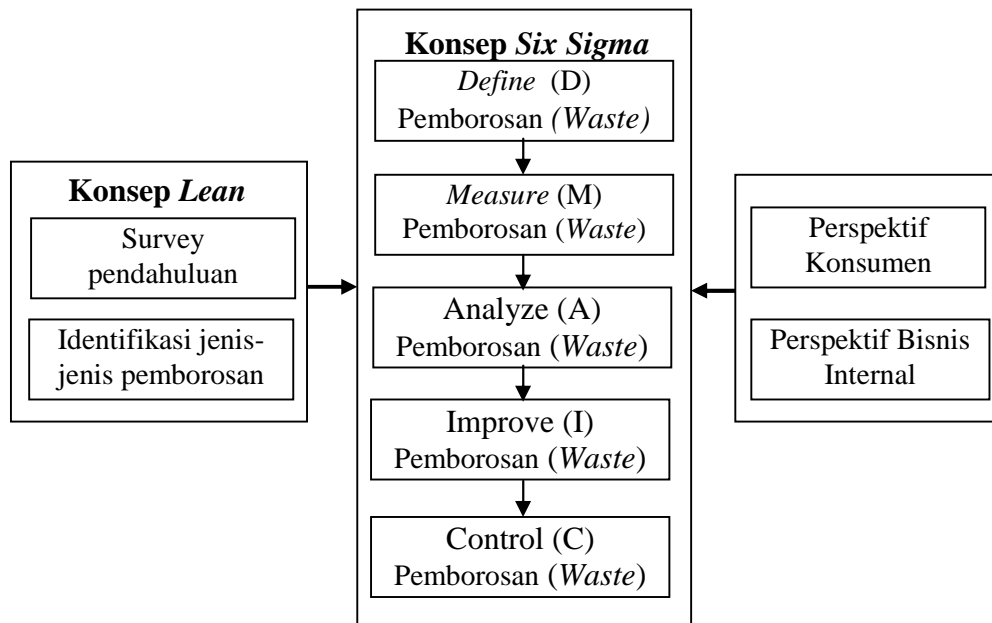 Konsep Lean
Survey
pendahuluan
Identifikasi jenis-
jenis pemborosan
Konsep Six Sigma
Define (D)
Pemborosan (Waste)
Measure (M)
Pemborosan (Waste)
Analyze (A)
Pemborosan (Waste)
Improve (I)
Pemborosan (Waste)
Control (C)
Pemborosan (Waste)
Perspektif
Konsumen
Perspektif Bisnis
Internal